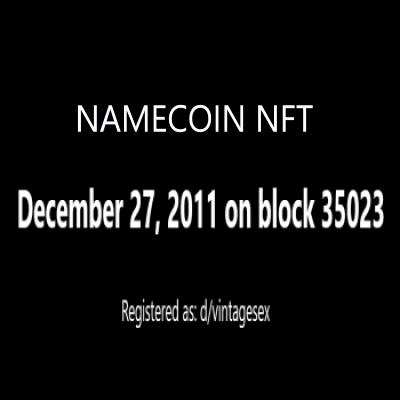 NAMECOIN NFT
December 27, 2011 on block 35023
Registered as: d/vintagesex